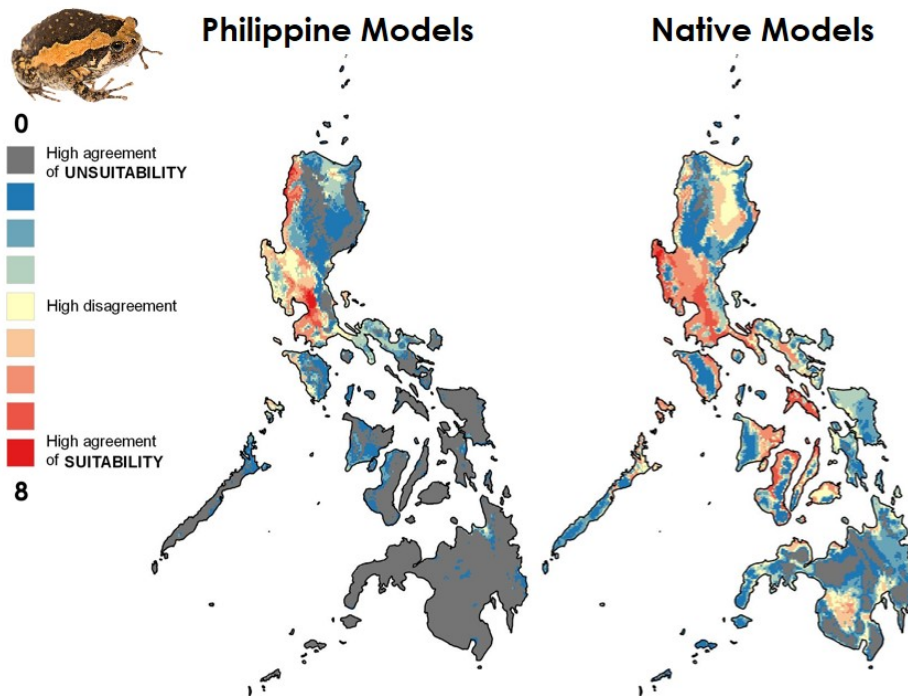 Philippine Models
Native Models
0
High agreement
of UNSUITABILITY
High disagreement
High agreement
of SUITABILITY
8